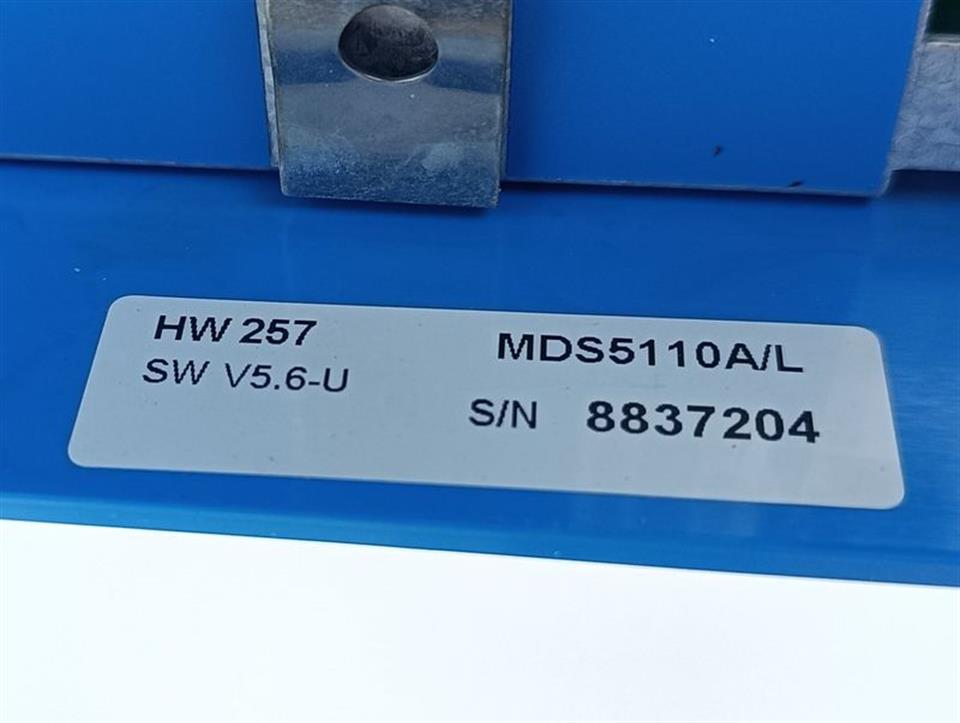 HW 257
MDS5110A/L
SW V5.6-U
S/N 8837204